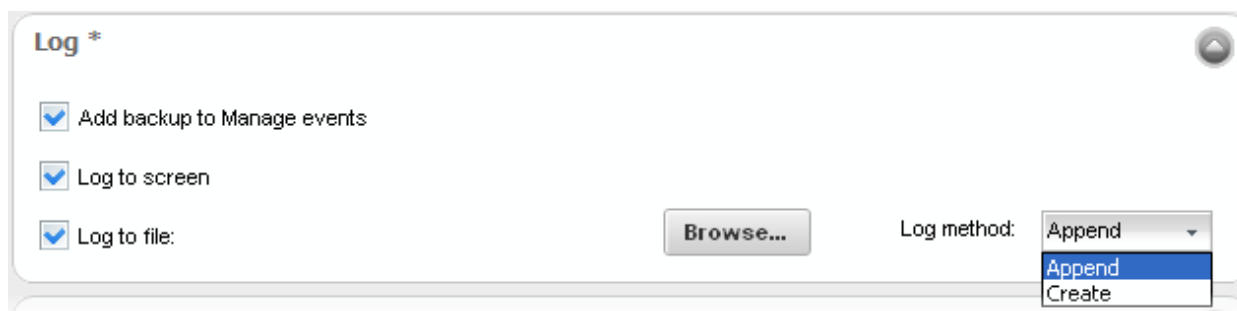 Log *
Add backup to Manage events
Log to screen
Log to file: Browse... Log method: Append
Append
Create